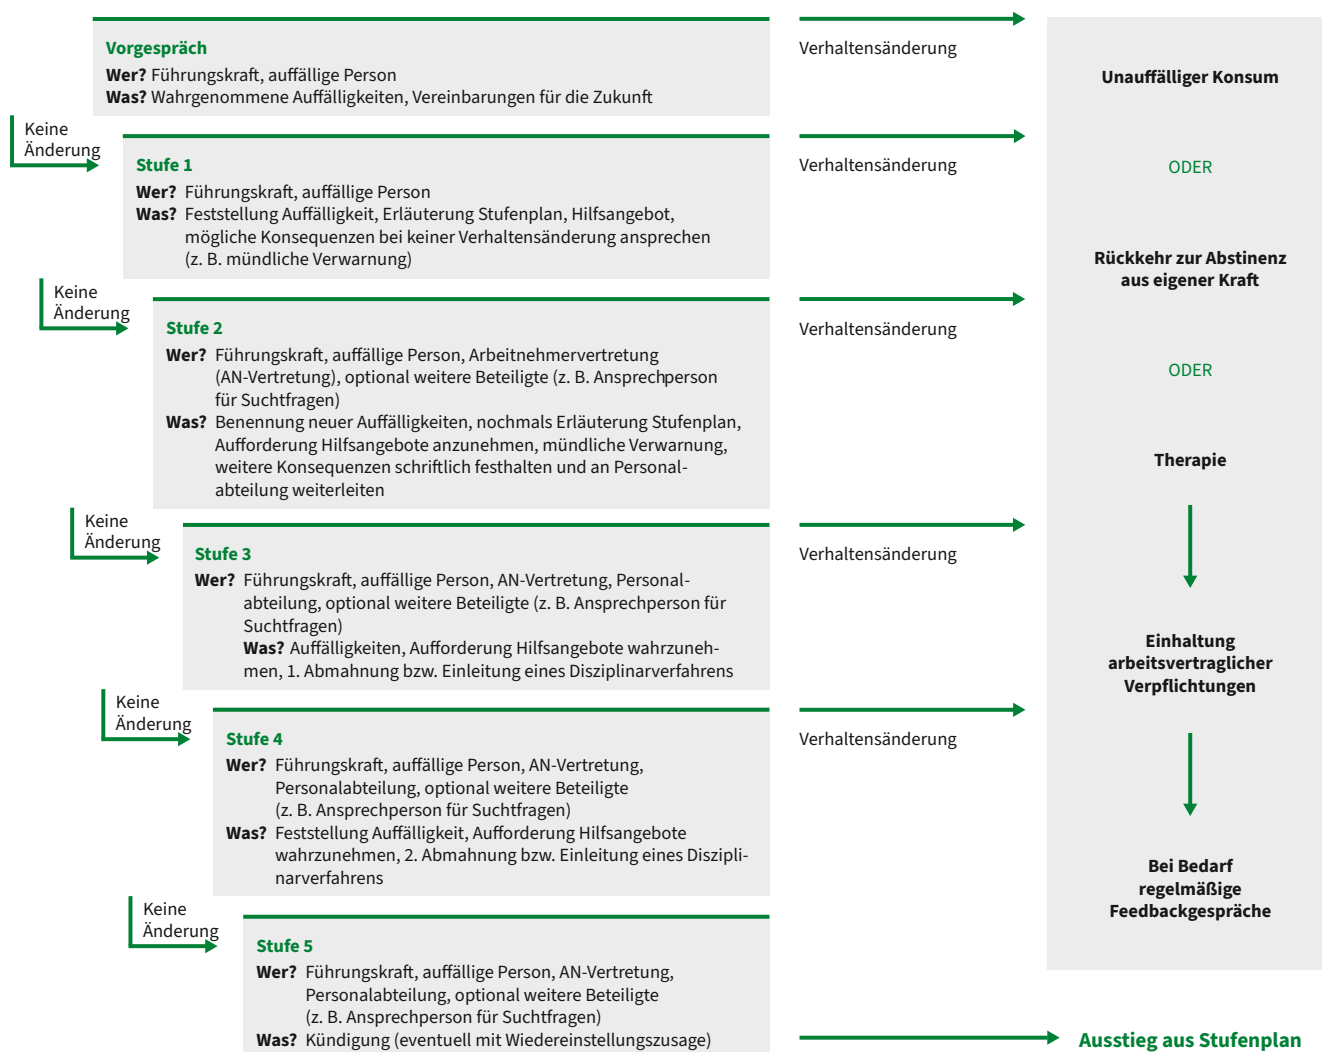 Vorgespräch
Wer? Führungskraft, auffällige Person
Was? Wahrgenommene Auffälligkeiten, Vereinbarungen für die Zukunft
Verhaltensänderung
Keine
Änderung
Stufe 1
Wer? Führungskraft, auffällige Person
Was? Feststellung Auffälligkeit, Erläuterung Stufenplan, Hilfsangebot,
mögliche Konsequenzen bei keiner Verhaltensänderung ansprechen
(z. B. mündliche Verwarnung)
Verhaltensänderung
Keine
Änderung
Stufe 2
Wer? Führungskraft, auffällige Person, Arbeitnehmervertretung
(AN-Vertretung), optional weitere Beteiligte (z. B. Ansprechperson
für Suchtfragen)
Was? Benennung neuer Auffälligkeiten, nochmals Erläuterung Stufenplan,
Aufforderung Hilfsangebote anzunehmen, mündliche Verwarnung,
weitere Konsequenzen schriftlich festhalten und an Personal-
abteilung weiterleiten
Verhaltensänderung
Keine
Änderung
Stufe 3
Wer? Führungskraft, auffällige Person, AN-Vertretung, Personal-
abteilung, optional weitere Beteiligte (z. B. Ansprechperson für
Suchtfragen)
Was? Auffälligkeiten, Aufforderung Hilfsangebote wahrzuneh-
men, 1. Abmahnung bzw. Einleitung eines Disziplinarverfahrens
Verhaltensänderung
Keine
Änderung
Stufe 4
Wer? Führungskraft, auffällige Person, AN-Vertretung,
Personalabteilung, optional weitere Beteiligte
(z. B. Ansprechperson für Suchtfragen)
Was? Feststellung Auffälligkeit, Aufforderung Hilfsangebote
wahrzunehmen, 2. Abmahnung bzw. Einleitung eines Diszipli-
narverfahrens
Verhaltensänderung
Keine
Änderung
Stufe 5
Wer? Führungskraft, auffällige Person, AN-Vertretung,
Personalabteilung, optional weitere Beteiligte
(z. B. Ansprechperson für Suchtfragen)
Was? Kündigung (eventuell mit Wiedereinstellungszusage)
Unauffälliger Konsum
ODER
Rückkehr zur Abstinenz
aus eigener Kraft
ODER
Therapie
Einhaltung
arbeitsvertraglicher
Verpflichtungen
Bei Bedarf
regelmäßige
Feedbackgespräche
Ausstieg aus Stufenplan